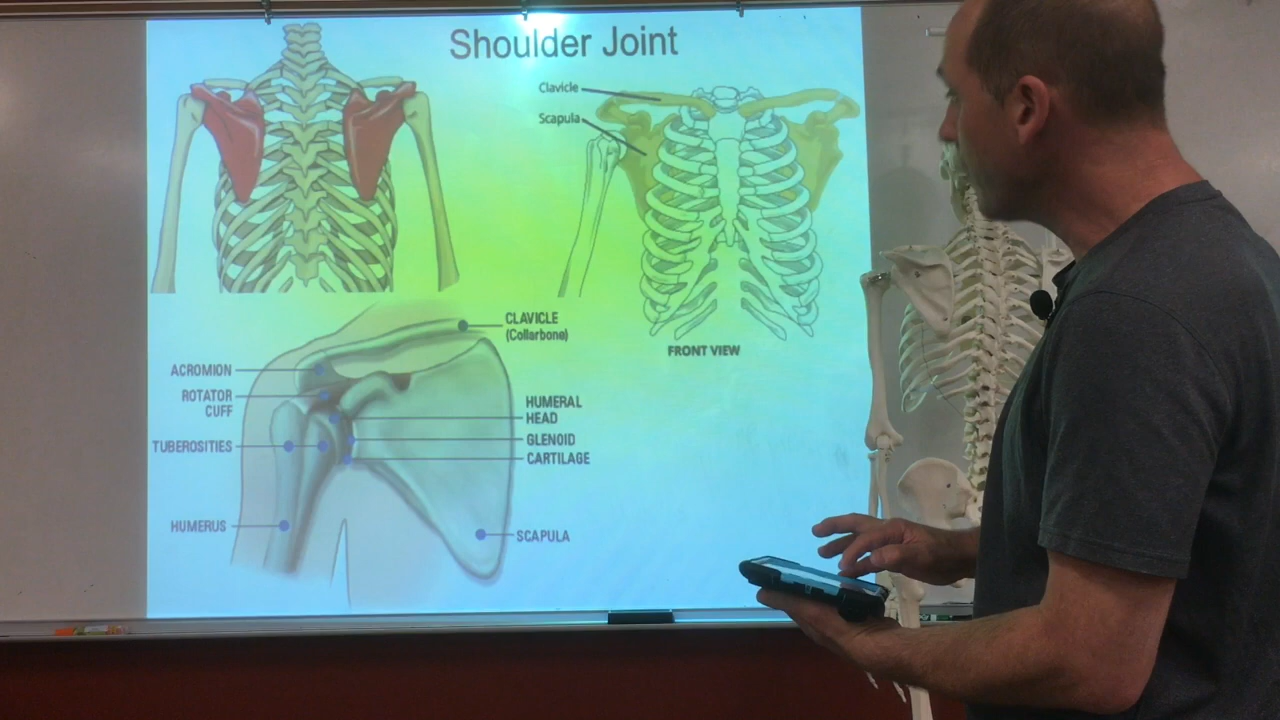 Shoulder Joint
Clavicle
Scapula
FRONT VIEW
CLAVICLE
(Collarbone)
ACROMION
ROTATOR
CUFF
TUBEROSITIES
HUMERUS
HUMERAL
HEAD
GLENOID
CARTILAGE
SCAPULA